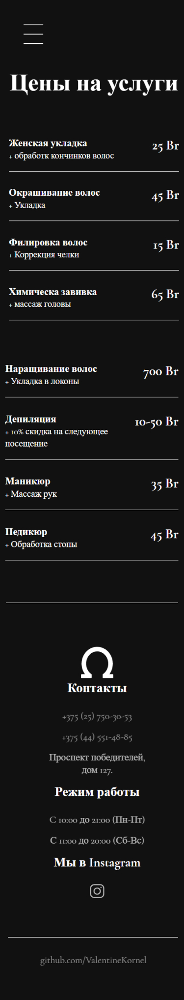 Цены на услуги
Женская укладка
25 Br
+ обработк кончинков волос
Окрашивание волос
45 Br
+ Укладка
Филировка волос
15 Br
+ Коррекция челки
Химическа завивка
65 Br
+ массаж головы
Наращивание волос
700 Br
+ Укладка в локоны
Депиляция
10-50 Br
+ 10% скидка на следующее
посещение
Маникюр
35 Br
+ Массаж рук
Педикюр
45 Br
+ Обработка стопы
Контакты
+375 (25) 750-30-53
+375 (44) 551-48-85
Проспект победителей,
дом 127.
Режим работы
С 10:00 до 21:00 (Пн-Пт)
С 11:00 до 20:00 (Сб-Вс)
Мы в Instagram
github.com/ValentineKornel